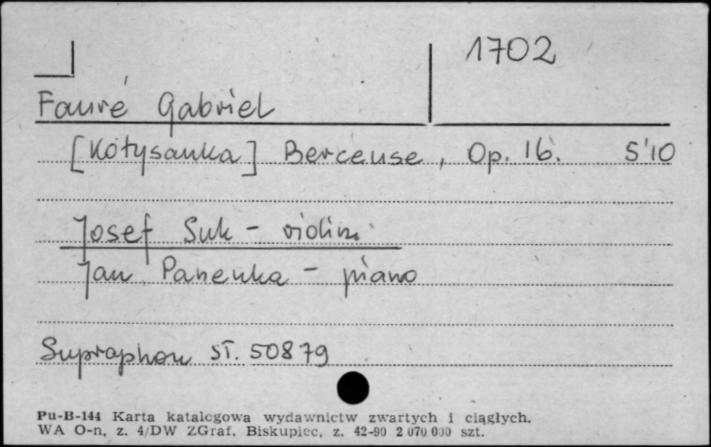 1702
Fauré Gabriel
[Kołysanka] Berceuse, Op. 16. 5'10
Josef Suk - violin
Jan Panenka - piano
Supraphon ST. 50879
Pu-B-144 Karta katalogowa wydawnictw zwartych i ciągłych.
WA O-n, z. 4/DW ZGraf. Biskupiec, z. 42-90 2 070 000 szt.